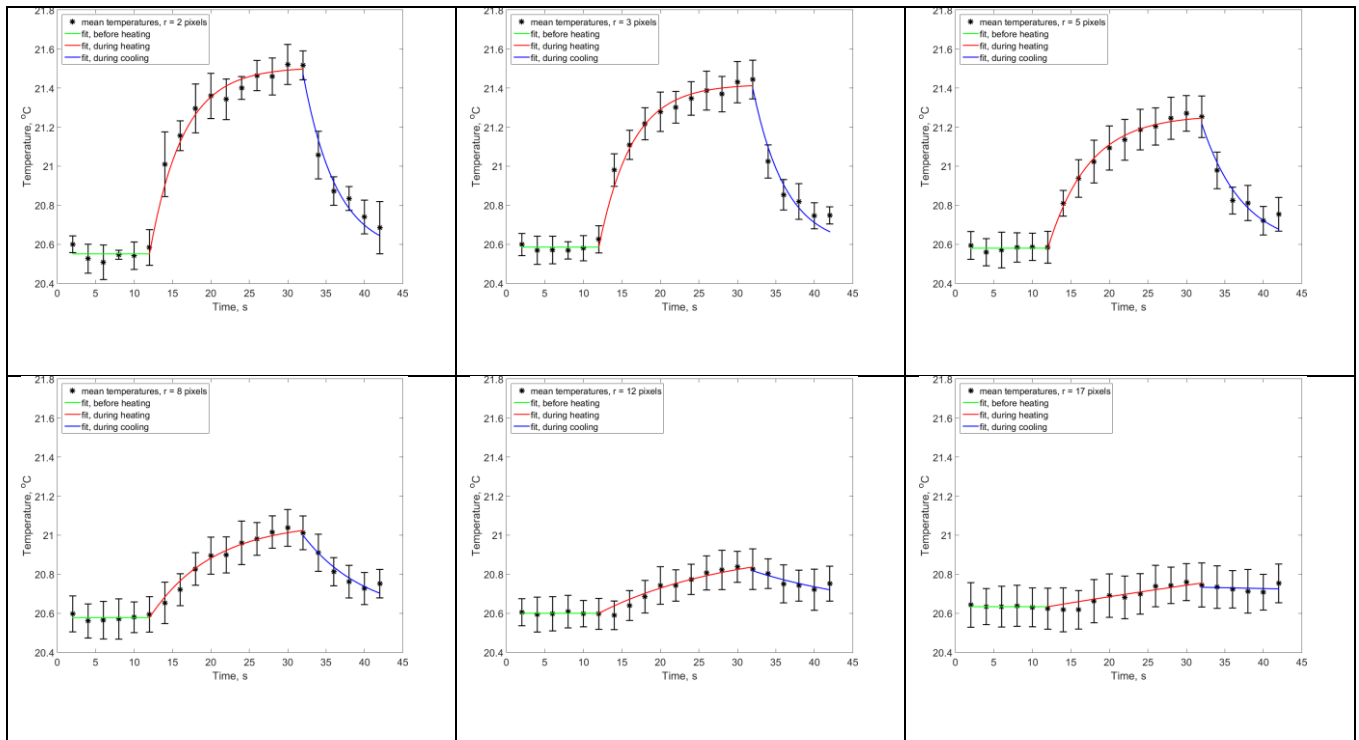 21.8
21.6
21.4
21.2
21
20.8
20.6
20.4
Temperature, °C
mean temperatures, r = 2 pixels
fit, before heating
fit, during heating
fit, during cooling
0 5 10 15 20 25 30 35 40 45
Time, s
21.8
21.6
21.4
21.2
21
20.8
20.6
20.4
Temperature, °C
mean temperatures, r = 3 pixels
fit, before heating
fit, during heating
fit, during cooling
0 5 10 15 20 25 30 35 40 45
Time, s
21.8
21.6
21.4
21.2
21
20.8
20.6
20.4
Temperature, °C
mean temperatures, r = 5 pixels
fit, before heating
fit, during heating
fit, during cooling
0 5 10 15 20 25 30 35 40 45
Time, s
21.8
21.6
21.4
21.2
21
20.8
20.6
20.4
Temperature, °C
mean temperatures, r = 8 pixels
fit, before heating
fit, during heating
fit, during cooling
0 5 10 15 20 25 30 35 40 45
Time, s
21.8
21.6
21.4
21.2
21
20.8
20.6
20.4
Temperature, °C
mean temperatures, r = 12 pixels
fit, before heating
fit, during heating
fit, during cooling
0 5 10 15 20 25 30 35 40 45
Time, s
21.8
21.6
21.4
21.2
21
20.8
20.6
20.4
Temperature, °C
mean temperatures, r = 17 pixels
fit, before heating
fit, during heating
fit, during cooling
0 5 10 15 20 25 30 35 40 45
Time, s